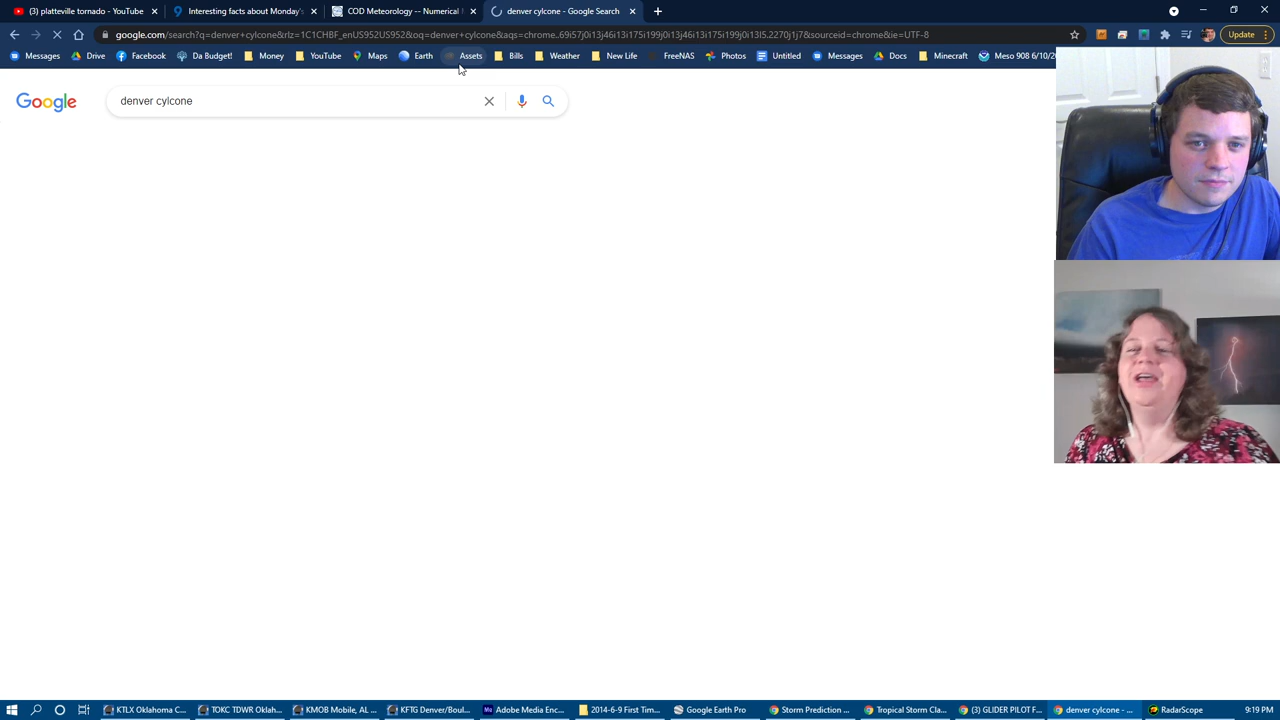 (3) plattville tornado - YouTube
Interesting facts about Monday's
COD Meteorology -- Numerical M
denver cylcone - Google Search
google.com/search?q=denver+cylcone&rlz=1C1CHBF_enUS952US952&oq=denver+cylcone&aqs=chrome..69i57j0i13j46i13i175i199j0i13j46i13i175i199j0i13l5.2270j1j7&sourceid=chrome&ie=UTF-8
Update
Messages Drive Facebook Da Budget! Money YouTube Maps Earth Assets Bills Weather New Life FreeNAS Photos Untitled Messages Docs Minecraft Meso 908 6/10/20
Google
denver cylcone
KTLX Oklahoma C... TOKC TDWR Oklah... KMOB Mobile, AL ... KFTG Denver/Boul... Adobe Media Enc... 2014-6-9 First Tim... Google Earth Pro Storm Prediction ... Tropical Storm Cla... (3) GLIDER PILOT F... denver cylcone - ... RadarScope 9:19 PM